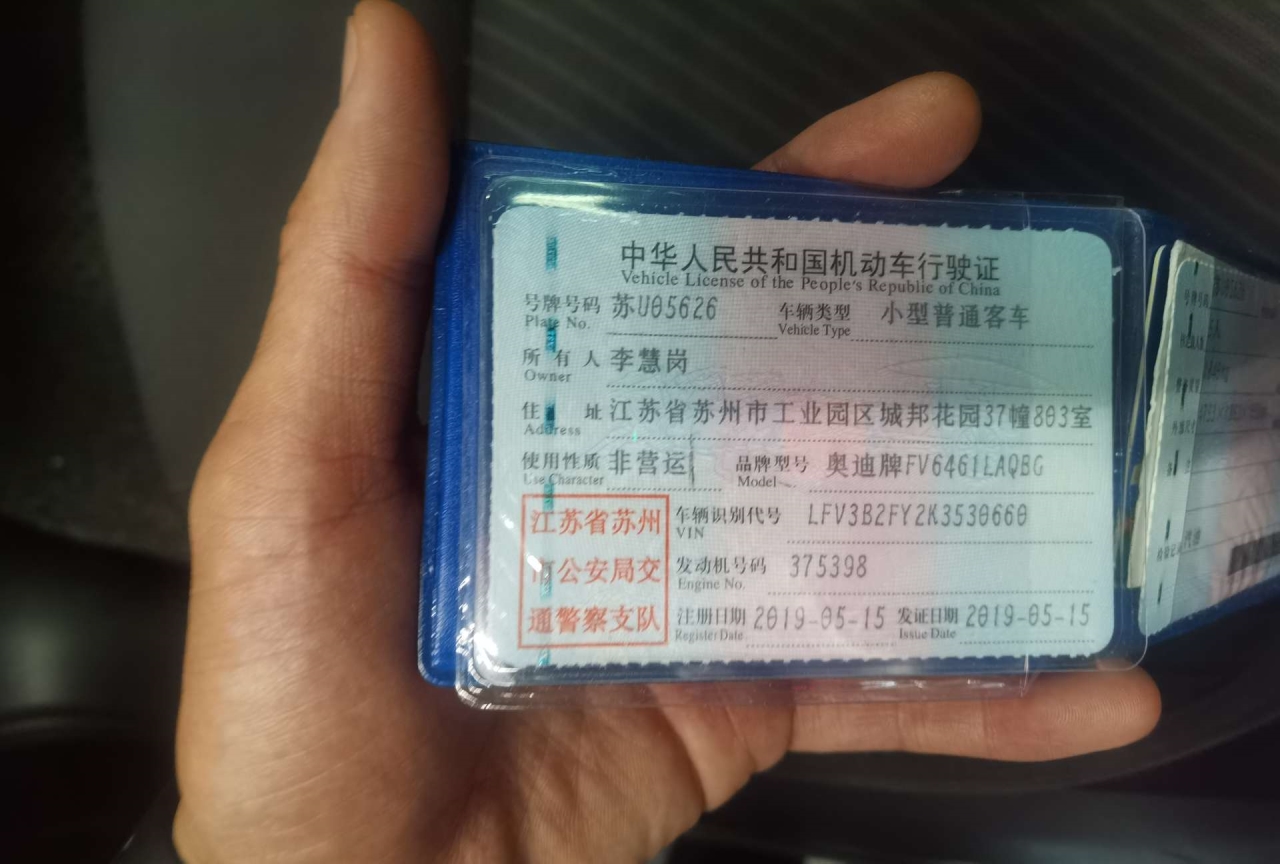 中华人民共和国机动车行驶证
Vehicle License of the People's Republic of China
号牌号码 苏U05626 车辆类型 小型普通客车
Plate No. Vehicle Type
所有人 李慧岗
Owner
住址 江苏省苏州市工业园区城邦花园37幢803室
Address
使用性质 非营运 品牌型号 奥迪牌FV6461LAQBG
Use Character Model
江苏省苏州
市公安局交
通警察支队
车辆识别代号 LFV3B2FY2K3530660
VIN
发动机号码 375398
Engine No.
注册日期 2019-05-15 发证日期 2019-05-15
Register Date Issue Date
号牌号码